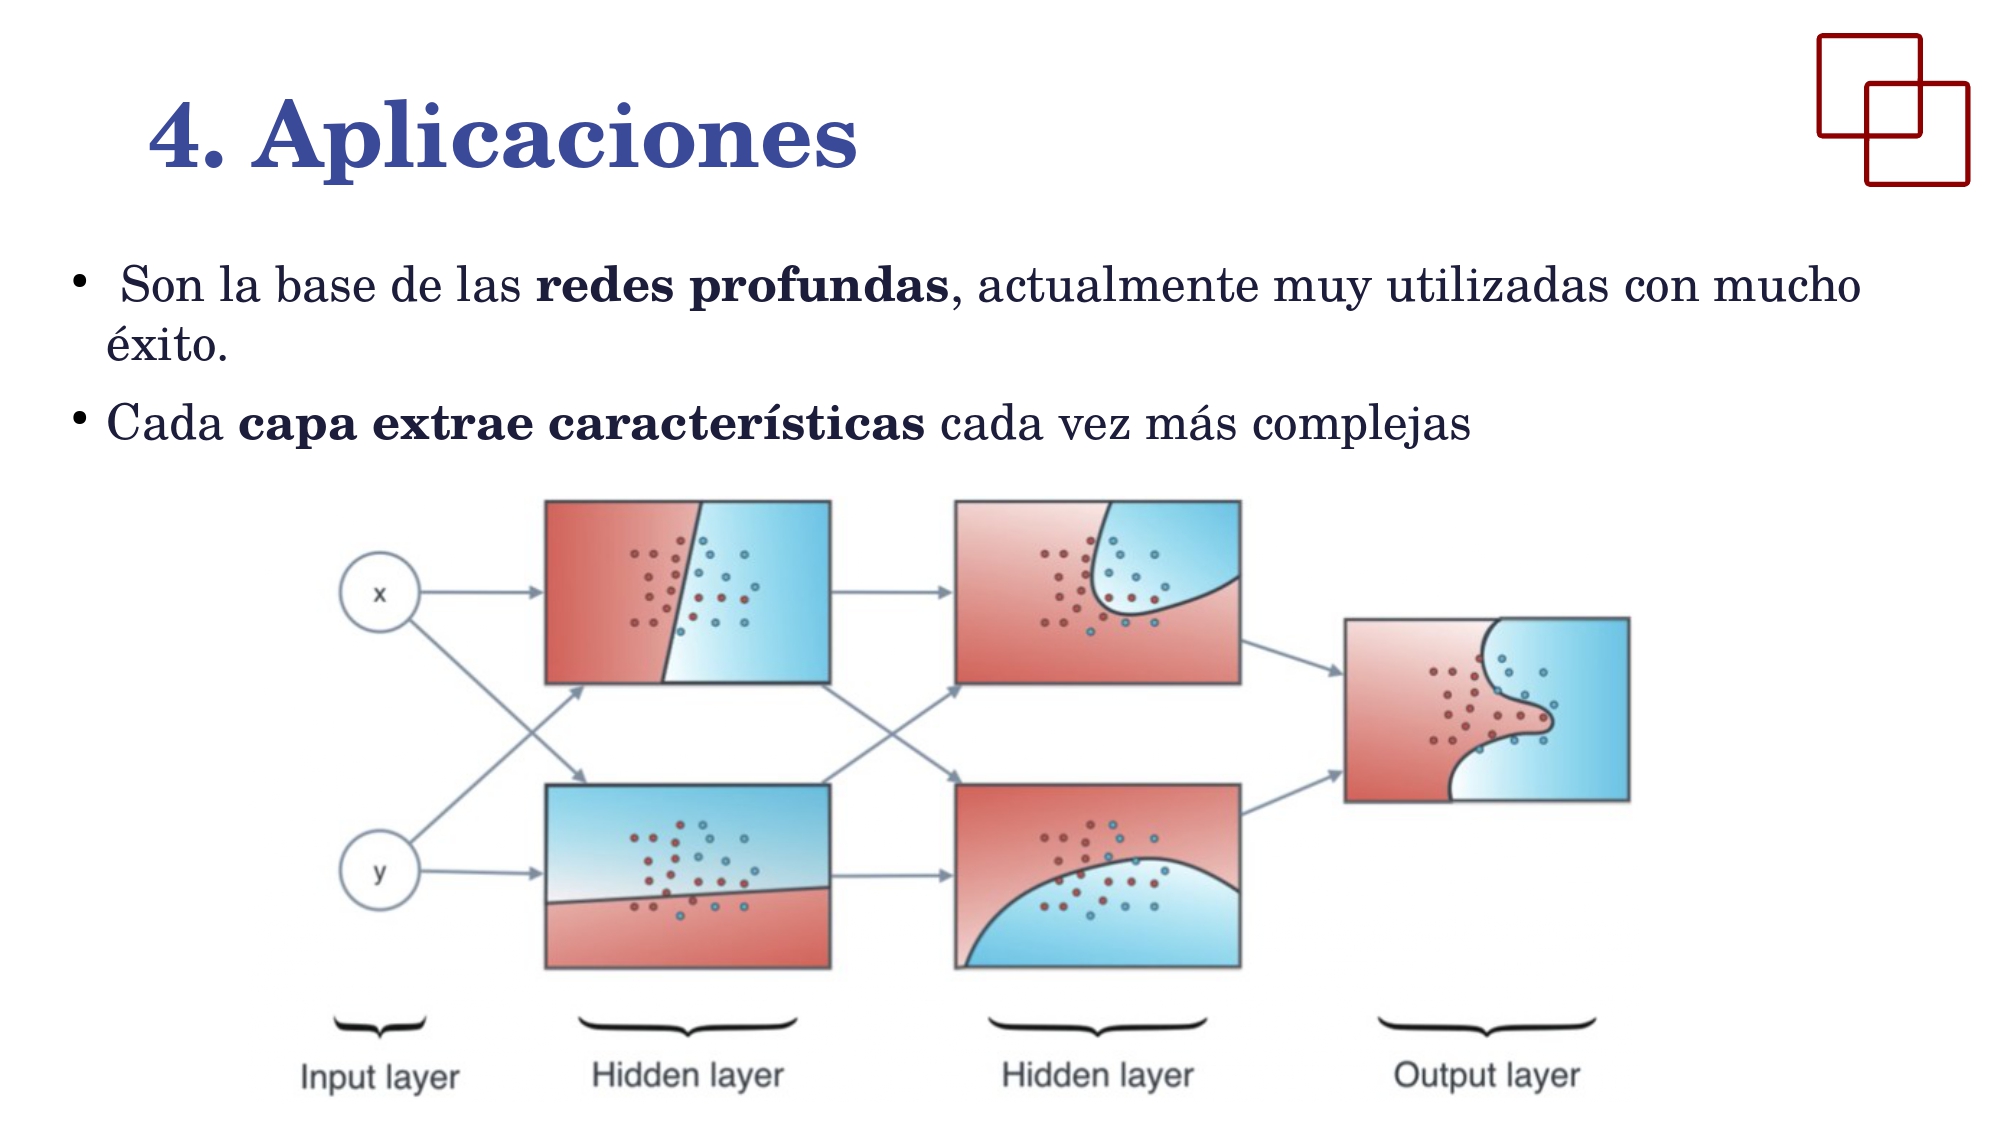 4. Aplicaciones
• Son la base de las redes profundas, actualmente muy utilizadas con mucho
éxito.
• Cada capa extrae características cada vez más complejas
x
y
Input layer
Hidden layer
Hidden layer
Output layer